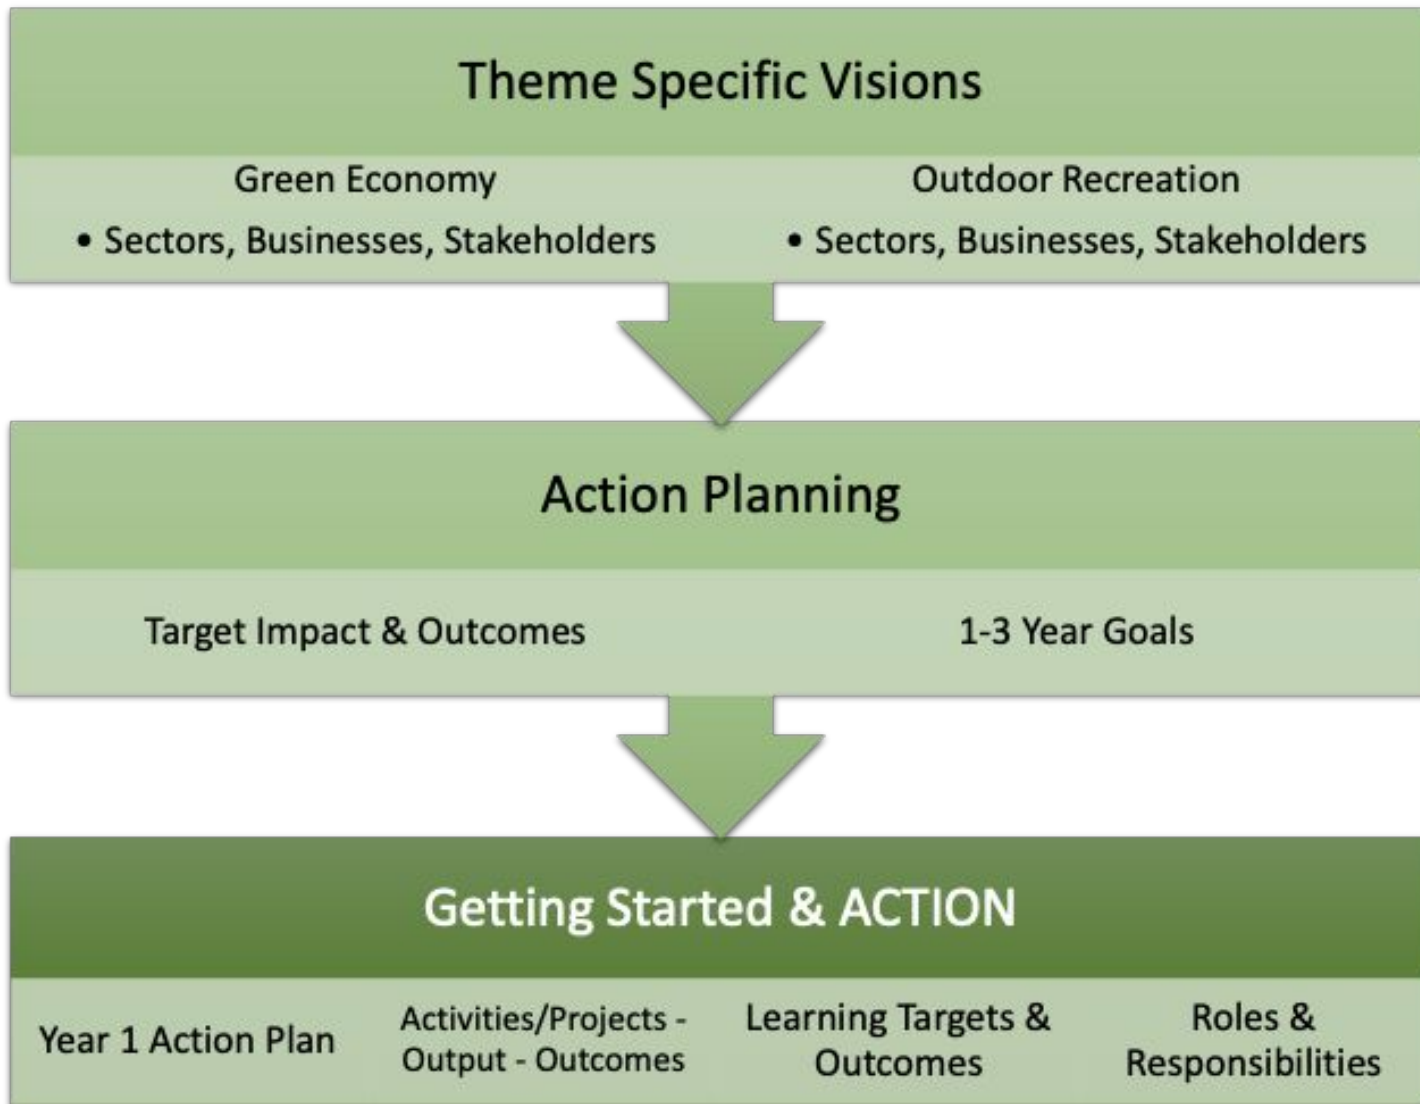 Theme Specific Visions
Green Economy
• Sectors, Businesses, Stakeholders
Outdoor Recreation
• Sectors, Businesses, Stakeholders
Action Planning
Target Impact & Outcomes
1-3 Year Goals
Getting Started & ACTION
Year 1 Action Plan
Activities/Projects -
Output - Outcomes
Learning Targets &
Outcomes
Roles &
Responsibilities